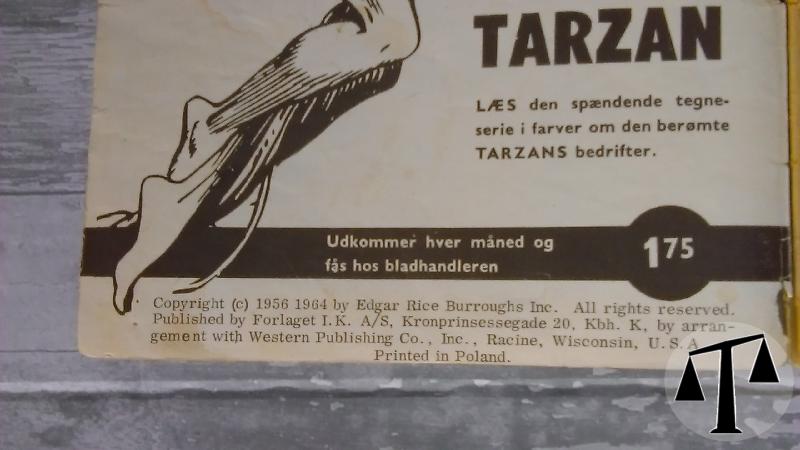 TARZAN
LÆS den spændende tegne-
serie i farver om den berømte
TARZANS bedrifter.
Udkommer hver måned og
fås hos bladhandleren
175
Copyright (c) 1956 1964 by Edgar Rice Burroughs Inc. All rights reserved.
Published by Forlaget I.K. A/S, Kronprinsessegade 20, Kbh. K, by arran-
gement with Western Publishing Co., Inc., Racine, Wisconsin, U.S.A
Printed in Poland.